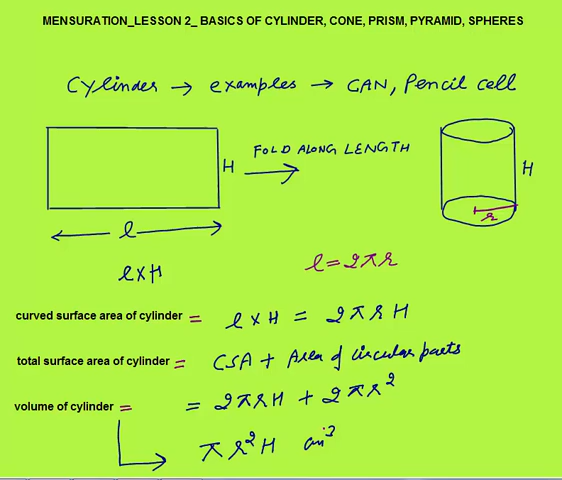 MENSURATION_LESSON 2_ BASICS OF CYLINDER, CONE, PRISM, PYRAMID, SPHERES
Cylinder → examples → CAN, Pencil cell
H FOLD ALONG LENGTH → H
r
l
l×H
l = 2πr
curved surface area of cylinder = l × H = 2πrH
total surface area of cylinder = CSA + Area of circular parts
volume of cylinder = = 2πrH + 2πr²
πr²H cm³